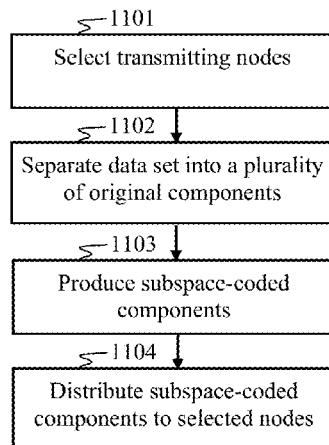 1101
Select transmitting nodes
1102
Separate data set into a plurality
of original components
1103
Produce subspace-coded
components
1104
Distribute subspace-coded
components to selected nodes